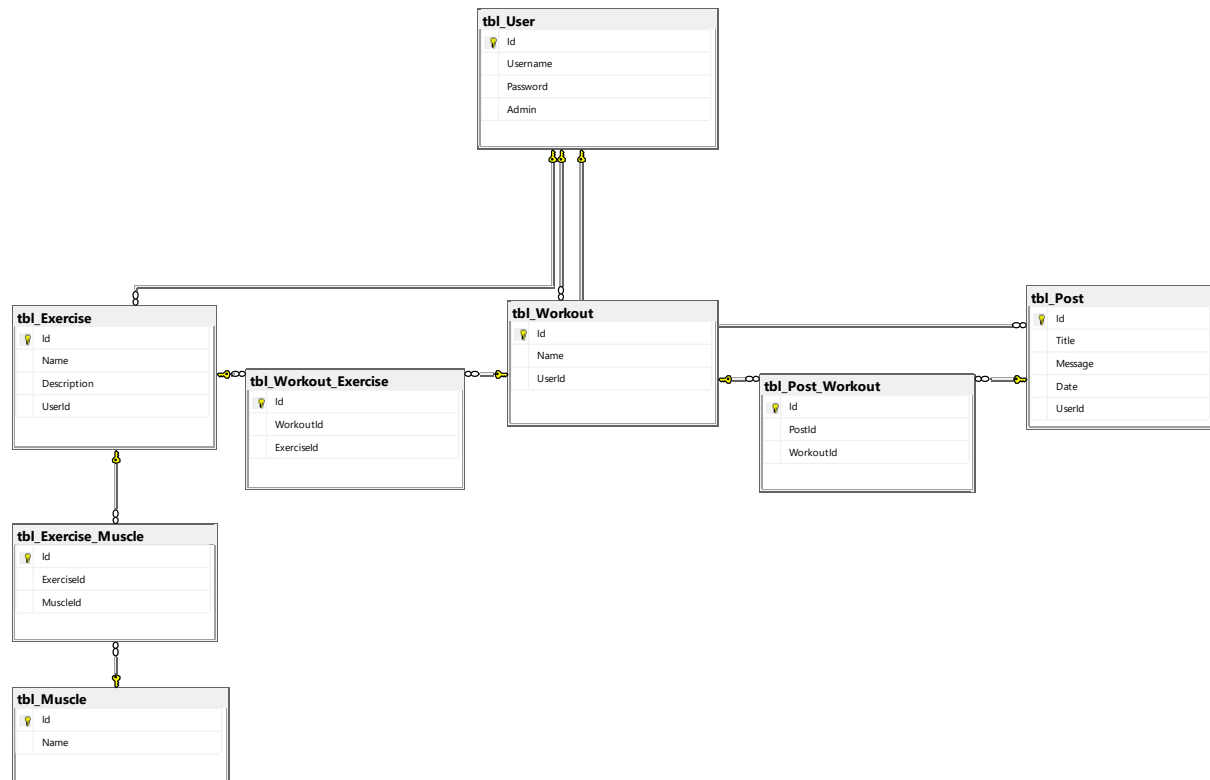 tbl_User
Id
Username
Password
Admin
tbl_Exercise
Id
Name
Description
UserId
tbl_Workout_Exercise
Id
WorkoutId
ExerciseId
tbl_Workout
Id
Name
UserId
tbl_Post_Workout
Id
PostId
WorkoutId
tbl_Post
Id
Title
Message
Date
UserId
tbl_Exercise_Muscle
Id
ExerciseId
MuscleId
tbl_Muscle
Id
Name